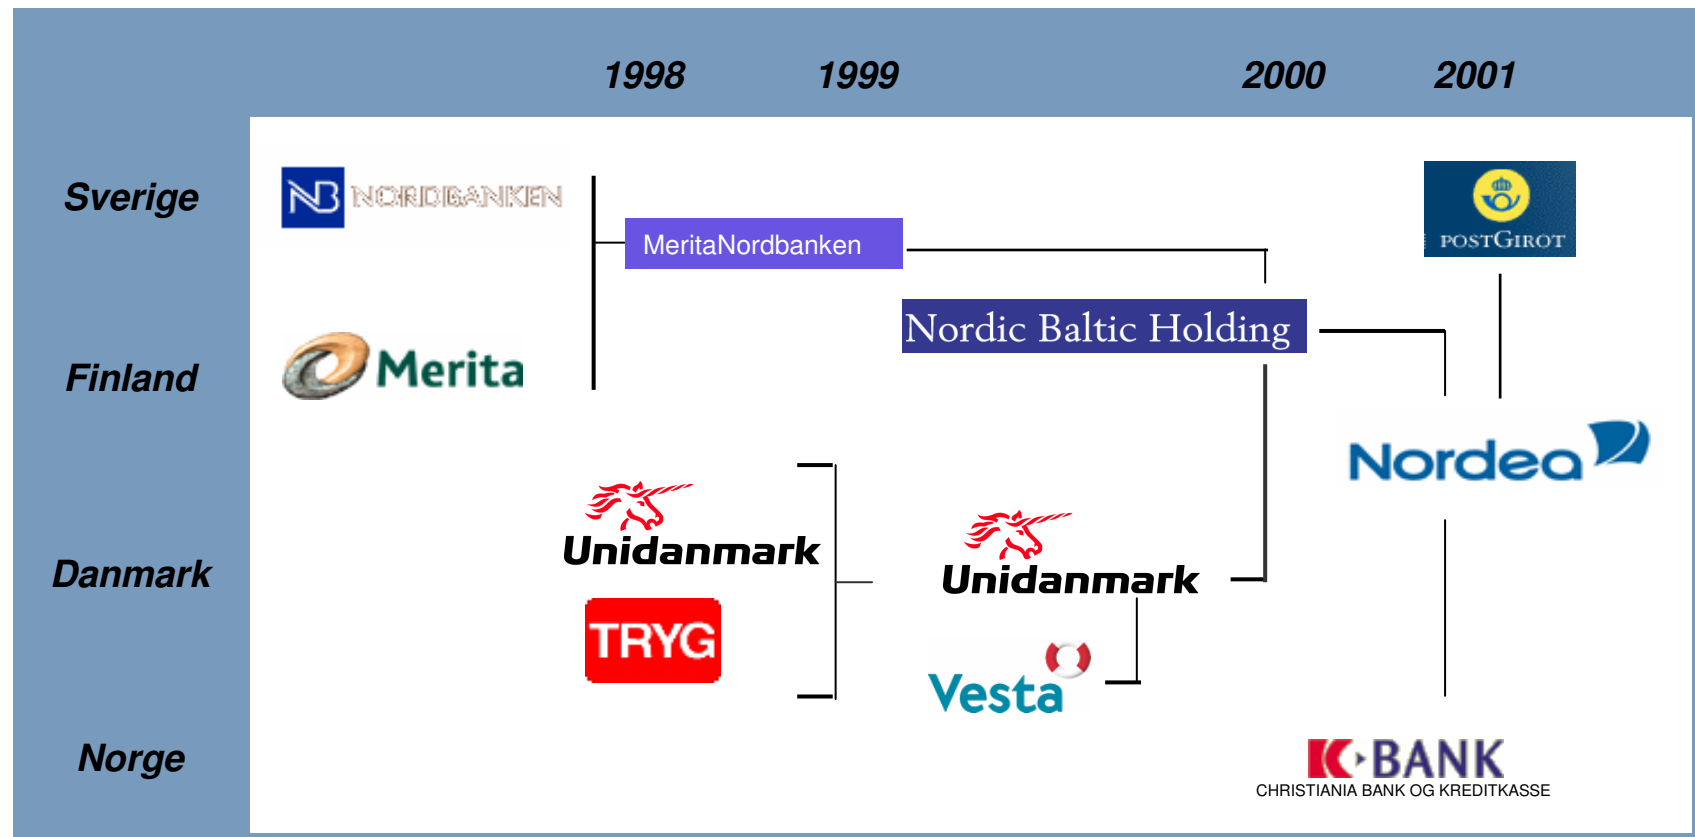 1998 1999 2000 2001
Sverige
NB NORDBANKEN
MeritaNordbanken
POSTGIROT
Nordic Baltic Holding
Finland
Merita
Nordea
Unidanmark
Unidanmark
Danmark
TRYG
Vesta
Norge
K BANK
CHRISTIANIA BANK OG KREDITKASSE